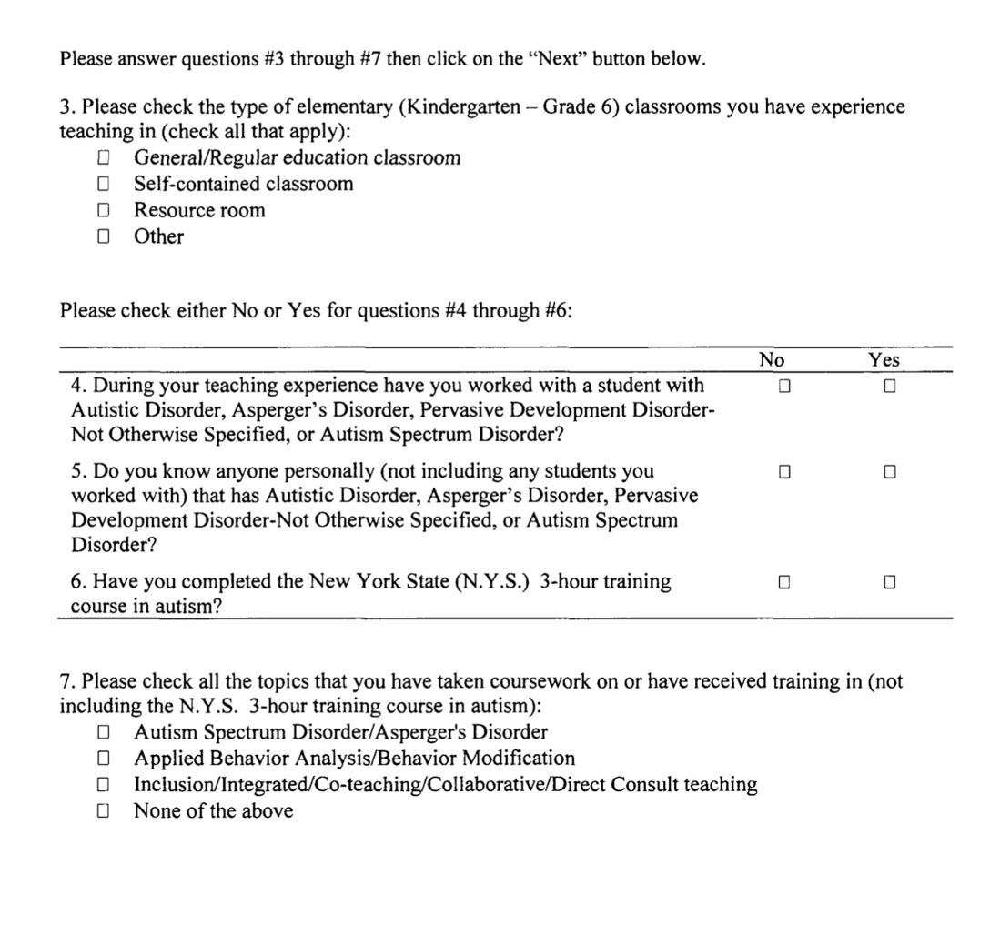 Please answer questions #3 through #7 then click on the “Next” button below.
3. Please check the type of elementary (Kindergarten – Grade 6) classrooms you have experience
teaching in (check all that apply):
☐ General/Regular education classroom
☐ Self-contained classroom
☐ Resource room
☐ Other
Please check either No or Yes for questions #4 through #6:
No Yes
4. During your teaching experience have you worked with a student with ☐ ☐
Autistic Disorder, Asperger’s Disorder, Pervasive Development Disorder-
Not Otherwise Specified, or Autism Spectrum Disorder?
5. Do you know anyone personally (not including any students you ☐ ☐
worked with) that has Autistic Disorder, Asperger’s Disorder, Pervasive
Development Disorder-Not Otherwise Specified, or Autism Spectrum
Disorder?
6. Have you completed the New York State (N.Y.S.) 3-hour training ☐ ☐
course in autism?
7. Please check all the topics that you have taken coursework on or have received training in (not
including the N.Y.S. 3-hour training course in autism):
☐ Autism Spectrum Disorder/Asperger's Disorder
☐ Applied Behavior Analysis/Behavior Modification
☐ Inclusion/Integrated/Co-teaching/Collaborative/Direct Consult teaching
☐ None of the above